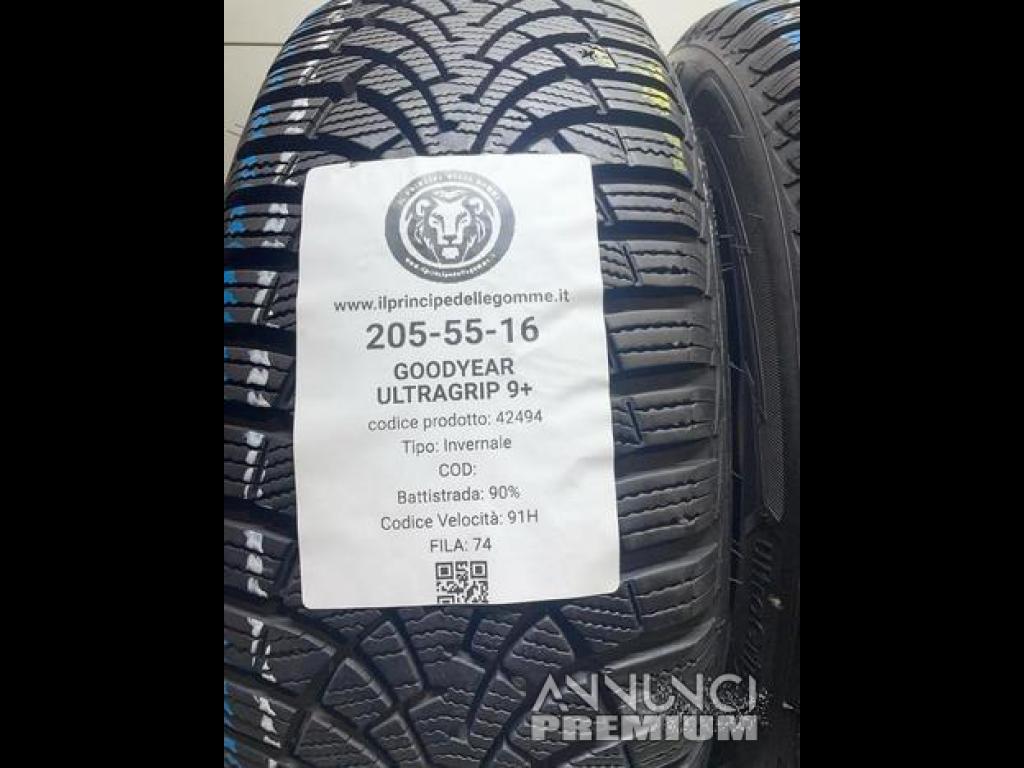 www.ilprincipedellegomme.it
205-55-16
GOODYEAR
ULTRAGRIP 9+
codice prodotto: 42494
Tipo: Invernale
COD:
Battistrada: 90%
Codice Velocità: 91H
FILA: 74
ANNUNCI
PREMIUM